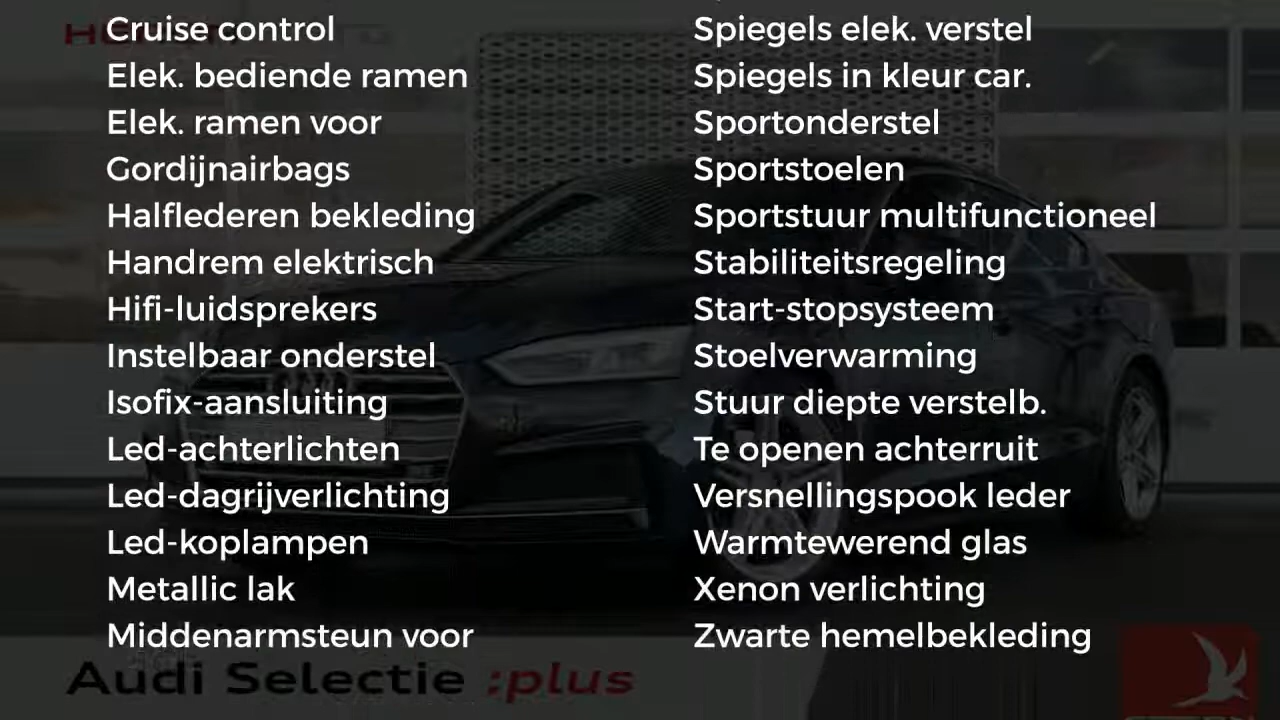 Cruise control
Elek. bediende ramen
Elek. ramen voor
Gordijnairbags
Halflederen bekleding
Handrem elektrisch
Hifi-luidsprekers
Instelbaar onderstel
Isofix-aansluiting
Led-achterlichten
Led-dagrijverlichting
Led-koplampen
Metallic lak
Middenarmsteun voor
Spiegels elek. verstel
Spiegels in kleur car.
Sportonderstel
Sportstoelen
Sportstuur multifunctioneel
Stabiliteitsregeling
Start-stopsysteem
Stoelverwarming
Stuur diepte verstelb.
Te openen achterruit
Versnellingspook leder
Warmtewerend glas
Xenon verlichting
Zwarte hemelbekleding
Audi Selectie :plus